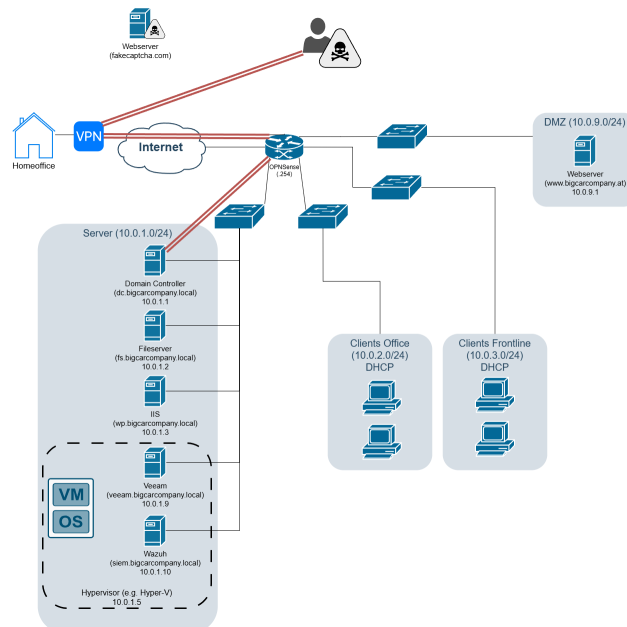 Webserver
(fakecaptcha.com)
VPN
Internet
Homeoffice
OPNSense
(.254)
DMZ (10.0.9.0/24)
Webserver
(www.bigcarcompany.at)
10.0.9.1
Server (10.0.1.0/24)
Domain Controller
(dc.bigcarcompany.local)
10.0.1.1
Fileserver
(fs.bigcarcompany.local)
10.0.1.2
IIS
(wp.bigcarcompany.local)
10.0.1.3
Veeam
(veeam.bigcarcompany.local)
10.0.1.9
VM
OS
Wazuh
(siem.bigcarcompany.local)
10.0.1.10
Hypervisor (e.g. Hyper-V)
10.0.1.5
Clients Office
(10.0.2.0/24)
DHCP
Clients Frontline
(10.0.3.0/24)
DHCP